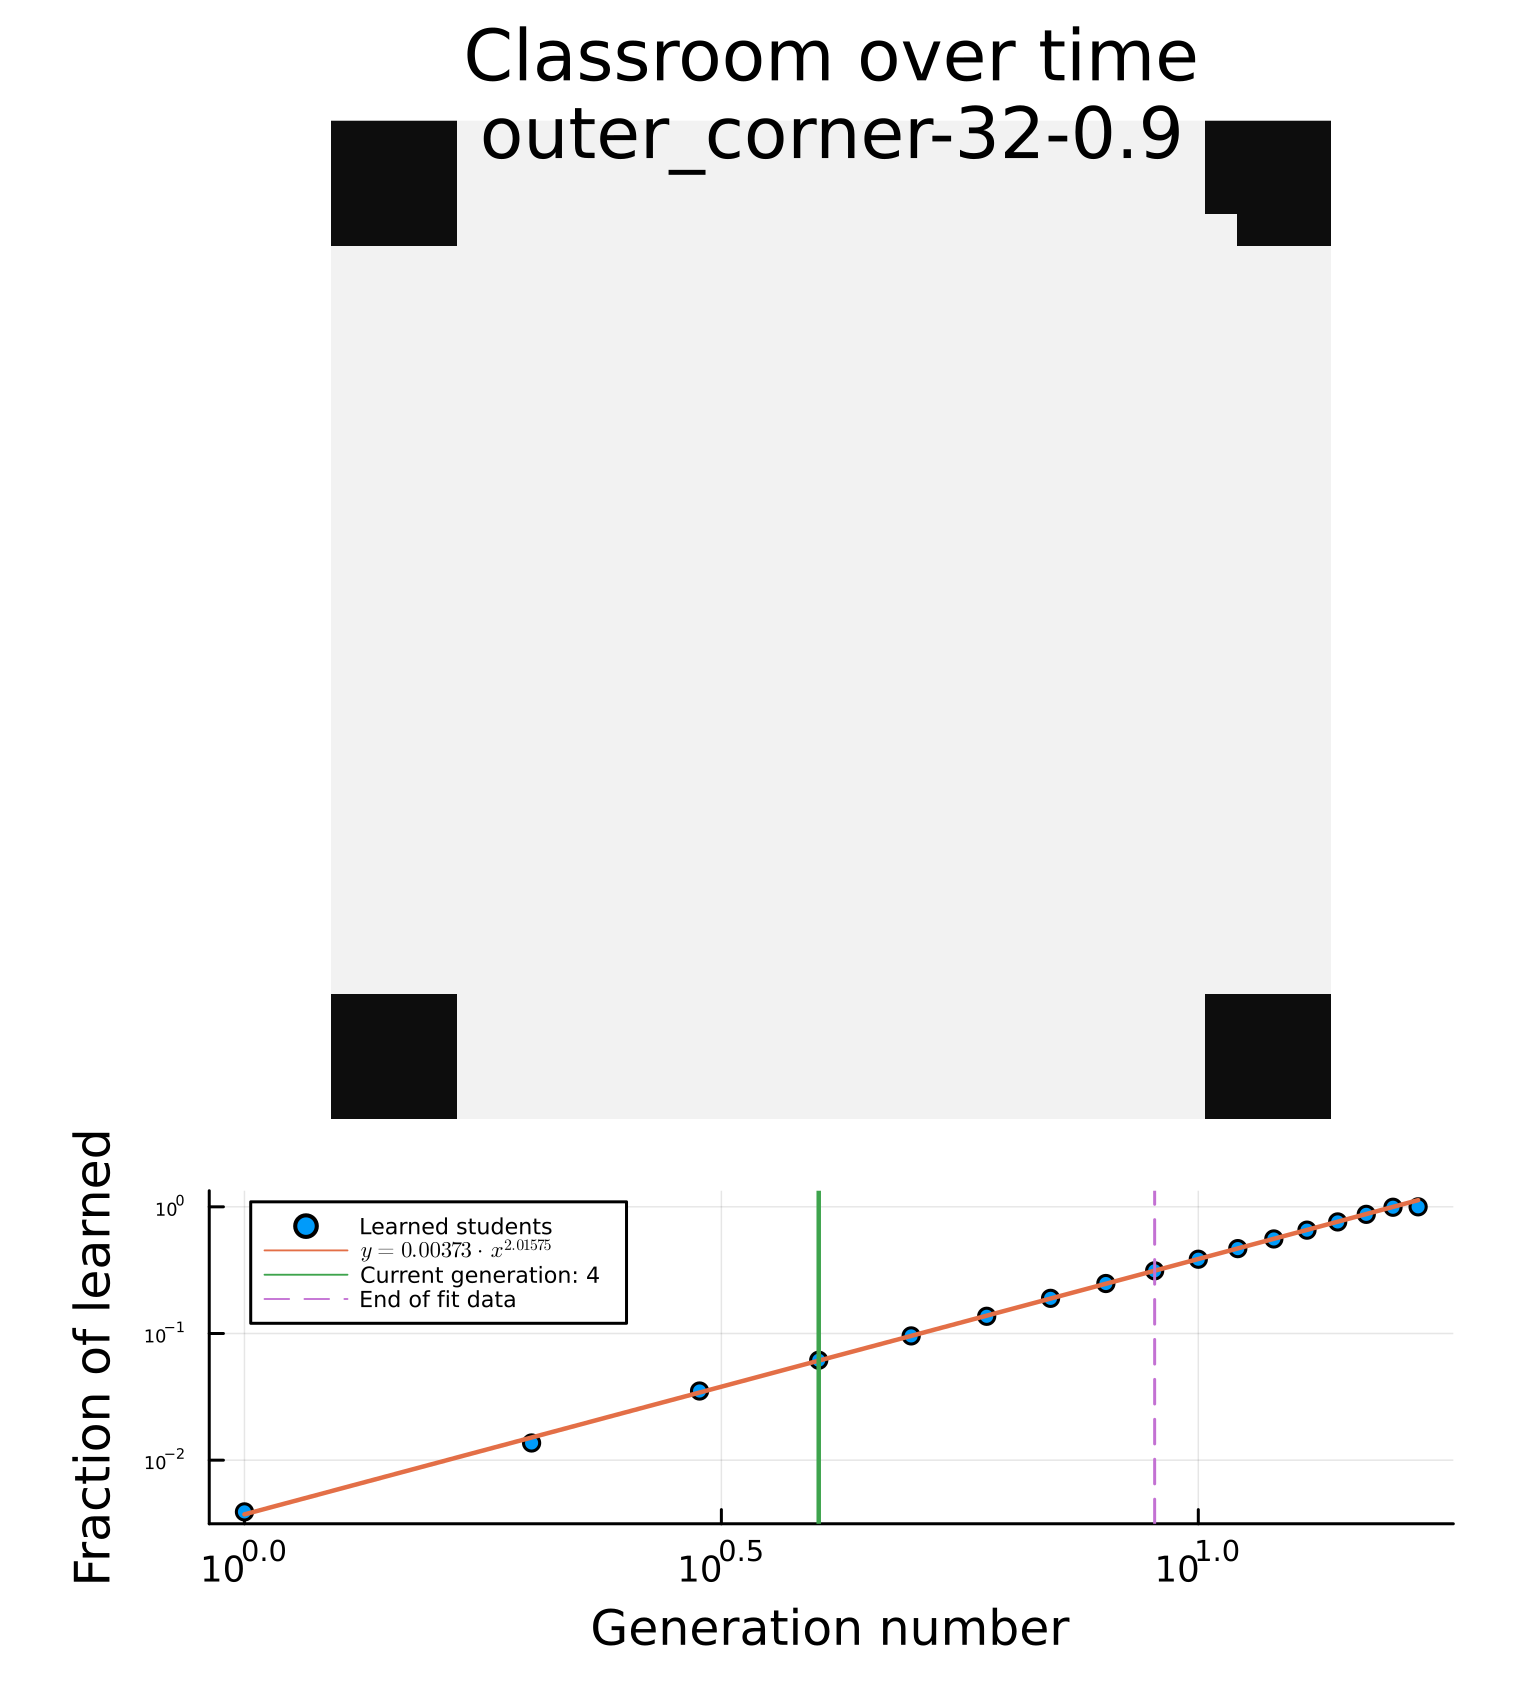 Classroom over time
outer_corner-32-0.9
Fraction of learned
10^0
10^−1
10^−2
Learned students
y = 0.00373 · x^2.01575
Current generation: 4
End of fit data
10^0.0 10^0.5 10^1.0
Generation number